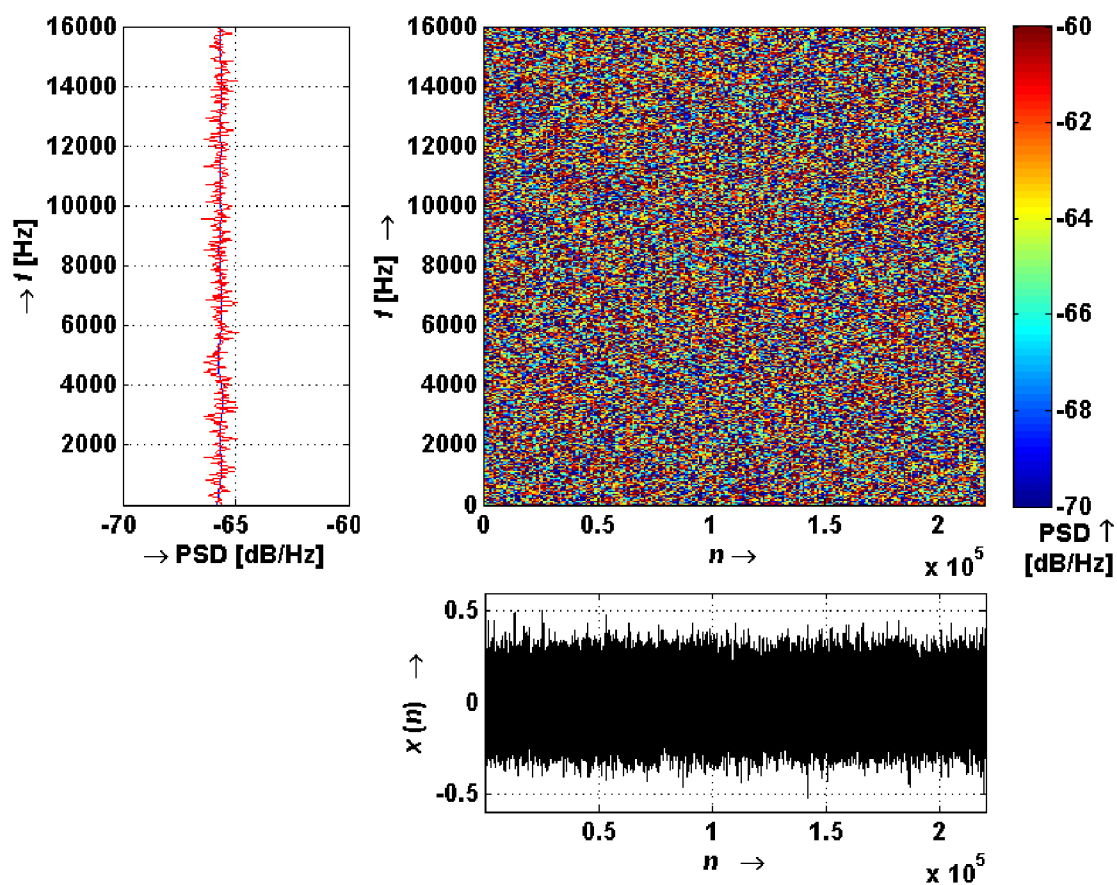 16000
14000
12000
10000
8000
6000
4000
2000
-70 -65 -60
→ PSD [dB/Hz]
→ f [Hz]
16000
14000
12000
10000
8000
6000
4000
2000
0
f [Hz] →
0 0.5 1 1.5 2
n →
x 10^5
-60
-62
-64
-66
-68
-70
PSD ↑
[dB/Hz]
0.5
0
-0.5
x (n) →
0.5 1 1.5 2
n →
x 10^5